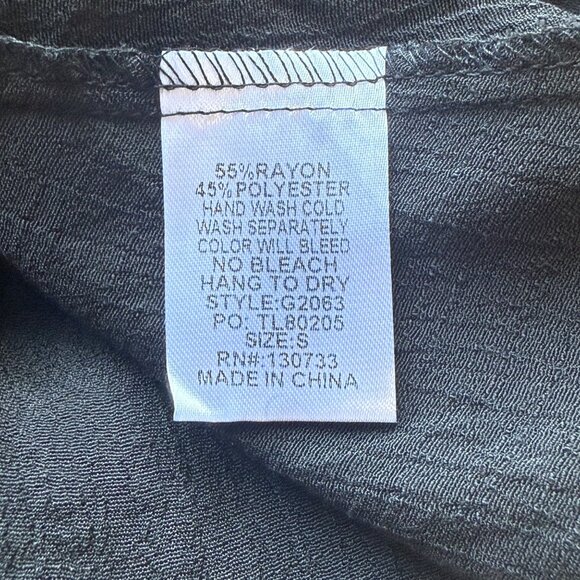 55%RAYON
45%POLYESTER
HAND WASH COLD
WASH SEPARATELY
COLOR WILL BLEED
NO BLEACH
HANG TO DRY
STYLE:G2063
PO: TL80205
SIZE:S
RN#:130733
MADE IN CHINA